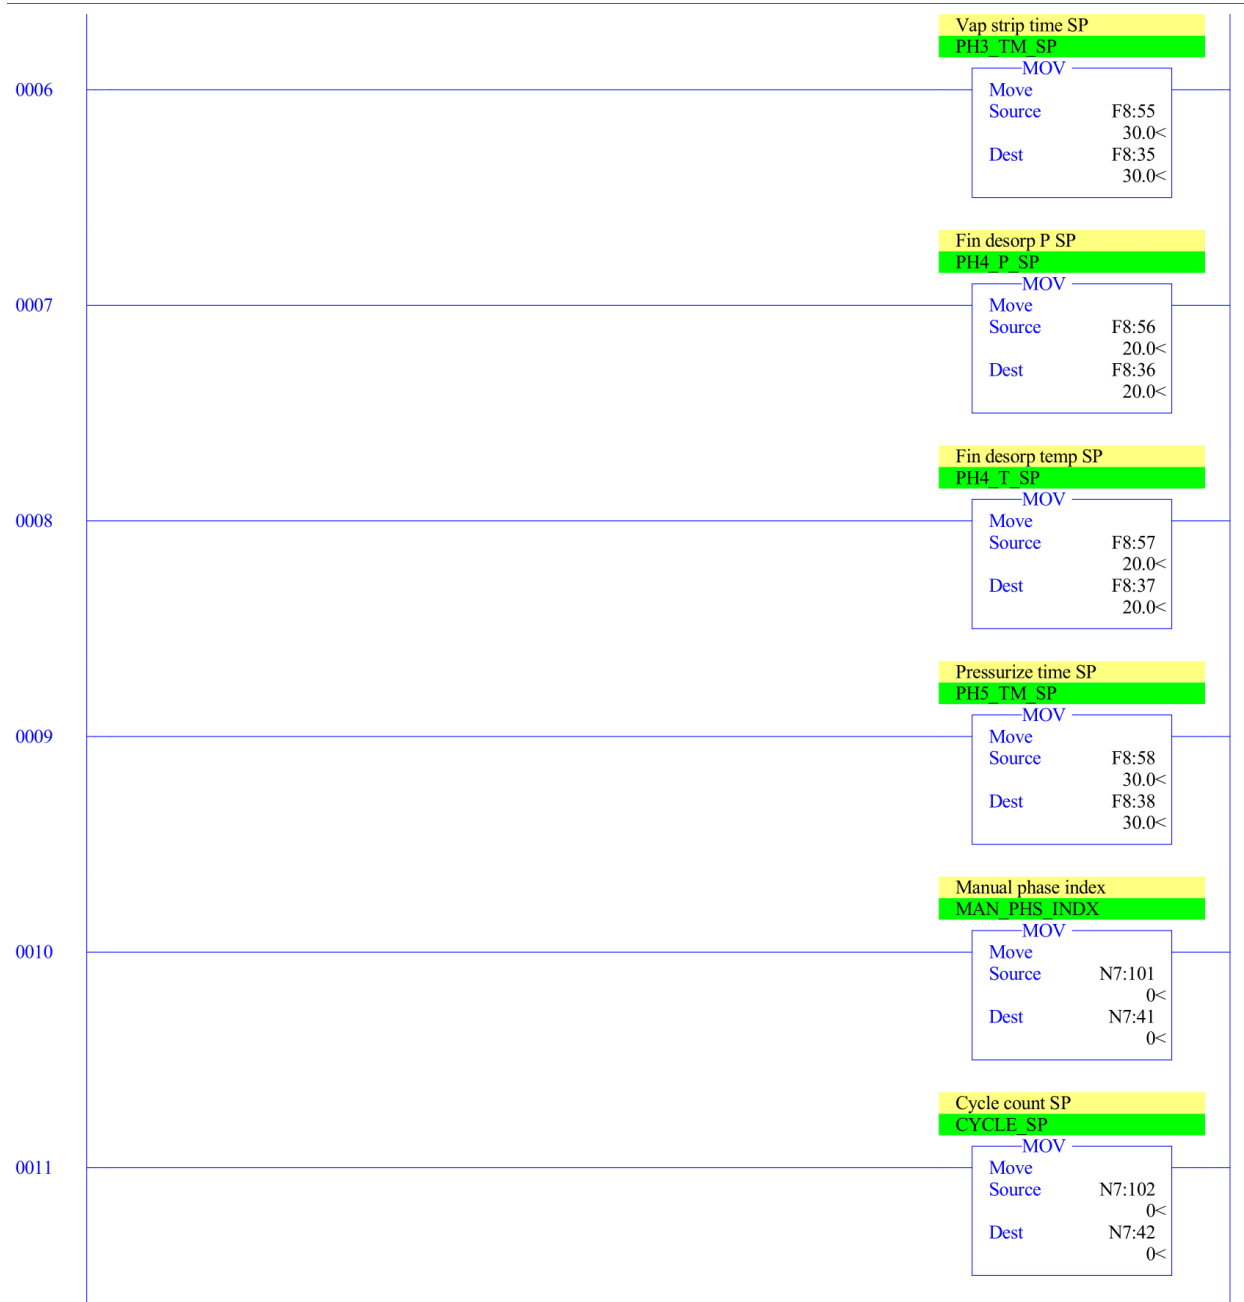 Vap strip time SP
PH3_TM_SP
MOV
0006
Move
Source F8:55
30.0<
Dest F8:35
30.0<
Fin desorp P SP
PH4_P_SP
MOV
0007
Move
Source F8:56
20.0<
Dest F8:36
20.0<
Fin desorp temp SP
PH4_T_SP
MOV
0008
Move
Source F8:57
20.0<
Dest F8:37
20.0<
Pressurize time SP
PH5_TM_SP
MOV
0009
Move
Source F8:58
30.0<
Dest F8:38
30.0<
Manual phase index
MAN_PHS_INDX
MOV
0010
Move
Source N7:101
0<
Dest N7:41
0<
Cycle count SP
CYCLE_SP
MOV
0011
Move
Source N7:102
0<
Dest N7:42
0<